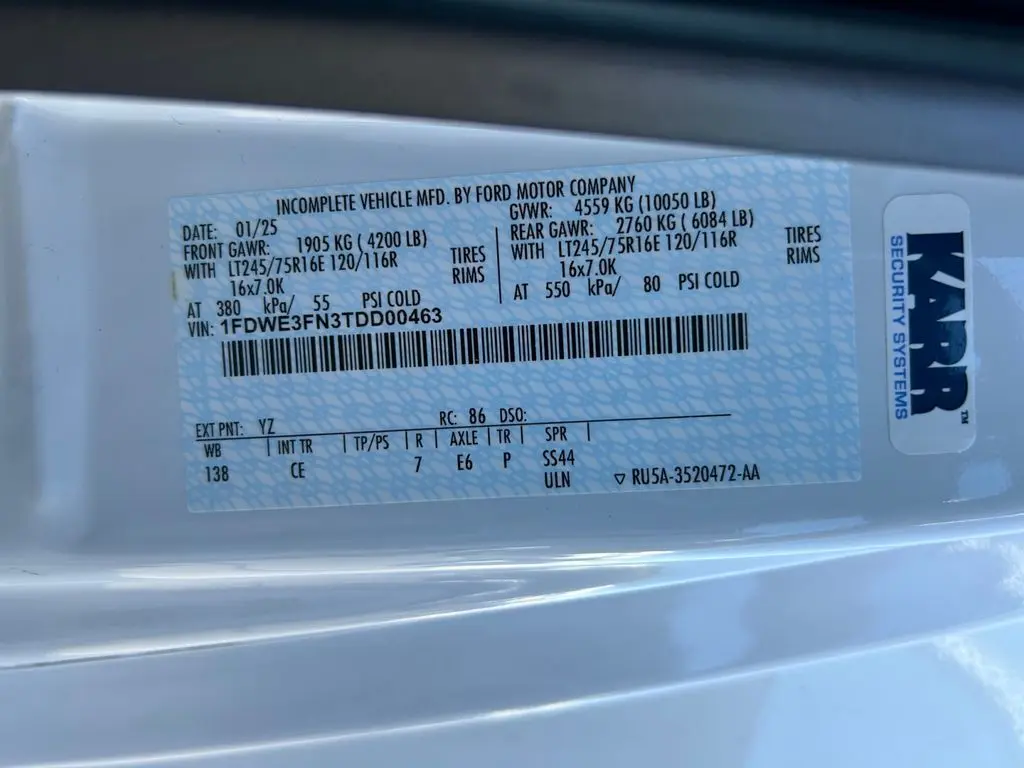 INCOMPLETE VEHICLE MFD. BY FORD MOTOR COMPANY
DATE: 01/25
FRONT GAWR: 1905 KG ( 4200 LB)
WITH LT245/75R16E 120/116R TIRES
16x7.0K RIMS
AT 380 kPa/ 55 PSI COLD
GVWR: 4559 KG (10050 LB)
REAR GAWR: 2760 KG ( 6084 LB)
WITH LT245/75R16E 120/116R TIRES
16x7.0K RIMS
AT 550 kPa/ 80 PSI COLD
VIN: 1FDWE3FN3TDD00463
EXT PNT: YZ RC: 86 DSO:
WB INT TR TP/PS R AXLE TR SPR
138 CE 7 E6 P SS44
ULN ▽ RU5A-3520472-AA
KARR™
SECURITY SYSTEMS